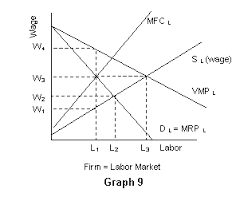 Wage
MFC L
W₄
S L (wage)
W₃
VMP L
W₂
W₁
D L = MRP L
L₁ L₂ L₃ Labor
Firm = Labor Market
Graph 9